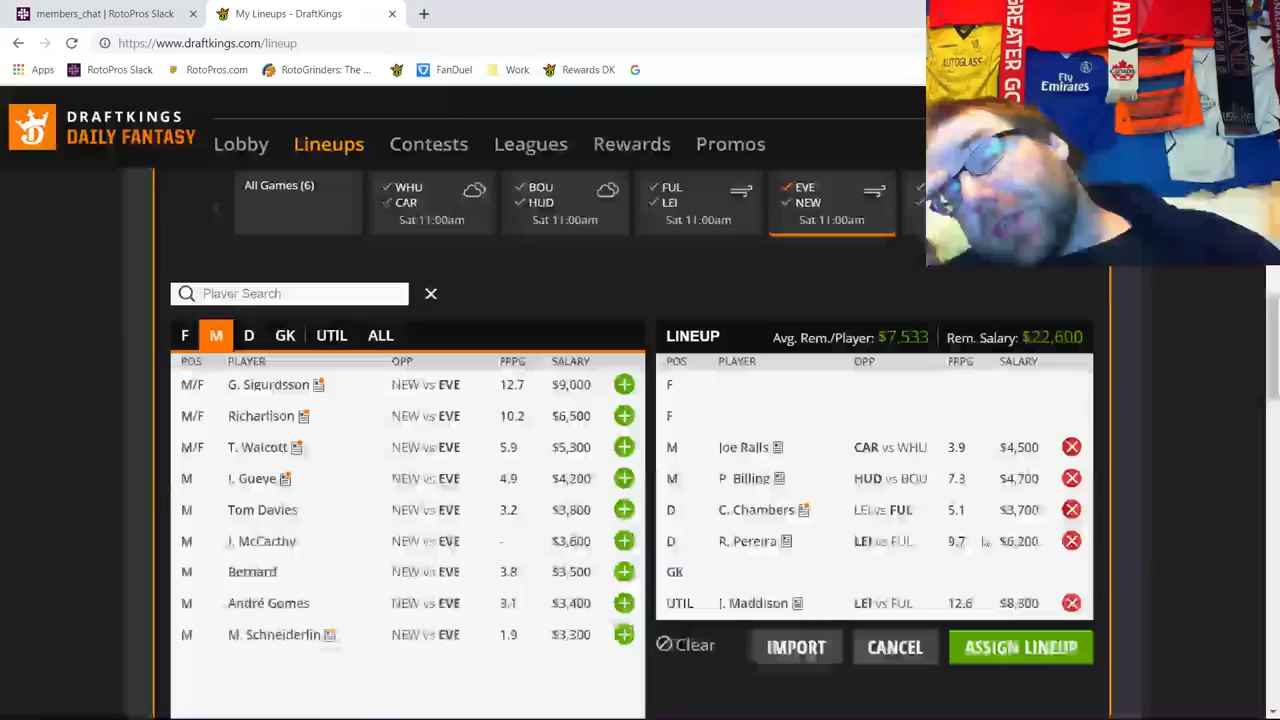 members_chat | RotoPros Slack
My Lineups - DraftKings
https://www.draftkings.com/lineup
Apps RotoPros Slack RotoPros.com RotoGrinders: The ... FanDuel Work Rewards DK
GREATER
ADA
AUTOGLASS
Fly Emirates
DRAFTKINGS
DAILY FANTASY
Lobby Lineups Contests Leagues Rewards Promos
All Games (6)
WHU CAR Sat 11:00am
BOU HUD Sat 11:00am
FUL LEI Sat 11:00am
EVE NEW Sat 11:00am
Player Search
F M D GK UTIL ALL
POS PLAYER OPP FPPG SALARY
M/F G. Sigurdsson NEW vs EVE 12.7 $9,000
M/F Richarlison NEW vs EVE 10.2 $6,500
M/F T. Walcott NEW vs EVE 5.9 $5,300
M I. Gueye NEW vs EVE 4.9 $4,200
M Tom Davies NEW vs EVE 3.2 $3,800
M J. McCarthy NEW vs EVE - $3,600
M Bernard NEW vs EVE 3.8 $3,500
M André Gomes NEW vs EVE 3.1 $3,400
M M. Schneiderlin NEW vs EVE 1.9 $3,300
LINEUP Avg. Rem./Player: $7,533 Rem. Salary: $22,600
POS PLAYER OPP FPPG SALARY
F
F
M Joe Ralls CAR vs WHU 3.9 $4,500
M P. Billing HUD vs BOU 7.3 $4,700
D C. Chambers LEI vs FUL 5.1 $3,700
D R. Pereira LEI vs FUL 9.7 $6,200
GK
UTIL J. Maddison LEI vs FUL 12.6 $8,300
Clear IMPORT CANCEL ASSIGN LINEUP